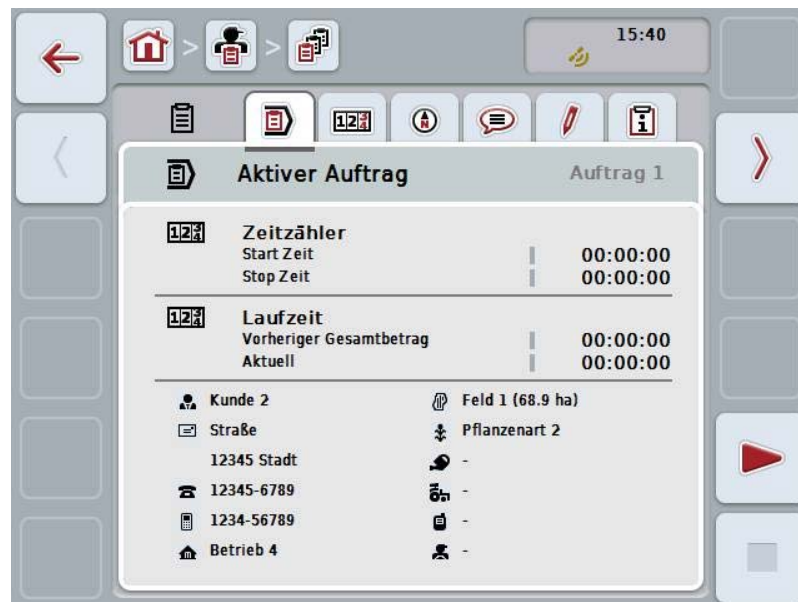 15:40
Aktiver Auftrag Auftrag 1
Zeitzähler
Start Zeit 00:00:00
Stop Zeit 00:00:00
Laufzeit
Vorheriger Gesamtbetrag 00:00:00
Aktuell 00:00:00
Kunde 2 Feld 1 (68.9 ha)
Straße Pflanzenart 2
12345 Stadt -
12345-6789 -
1234-56789 -
Betrieb 4 -